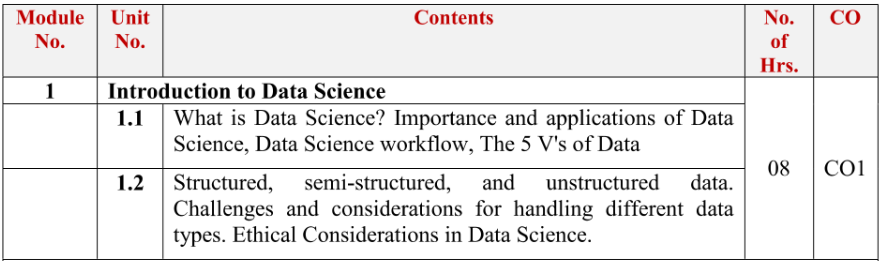 Module Unit Contents No. CO
No. No. of
Hrs.
1 Introduction to Data Science
1.1 What is Data Science? Importance and applications of Data
Science, Data Science workflow, The 5 V's of Data
08 CO1
1.2 Structured, semi-structured, and unstructured data.
Challenges and considerations for handling different data
types. Ethical Considerations in Data Science.